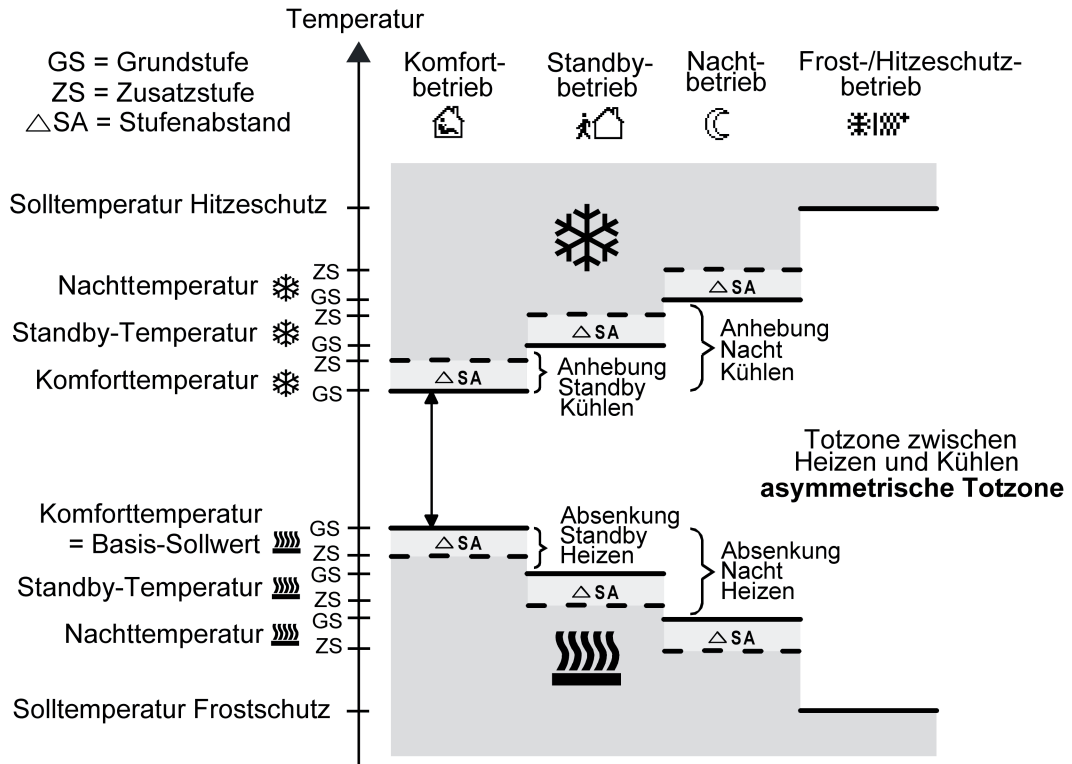 Temperatur
GS = Grundstufe
ZS = Zusatzstufe
△SA = Stufenabstand
Komfort-
betrieb
Standby-
betrieb
Nacht-
betrieb
Frost-/Hitzeschutz-
betrieb
Solltemperatur Hitzeschutz
Nachttemperatur
ZS
GS
△SA
Standby-Temperatur
ZS
GS
△SA
Komforttemperatur
ZS
GS
△SA
Anhebung
Standby
Kühlen
Anhebung
Nacht
Kühlen
Totzone zwischen
Heizen und Kühlen
asymmetrische Totzone
Komforttemperatur
= Basis-Sollwert
GS
ZS
△SA
Absenkung
Standby
Heizen
Absenkung
Nacht
Heizen
Standby-Temperatur
GS
ZS
△SA
Nachttemperatur
GS
ZS
△SA
Solltemperatur Frostschutz